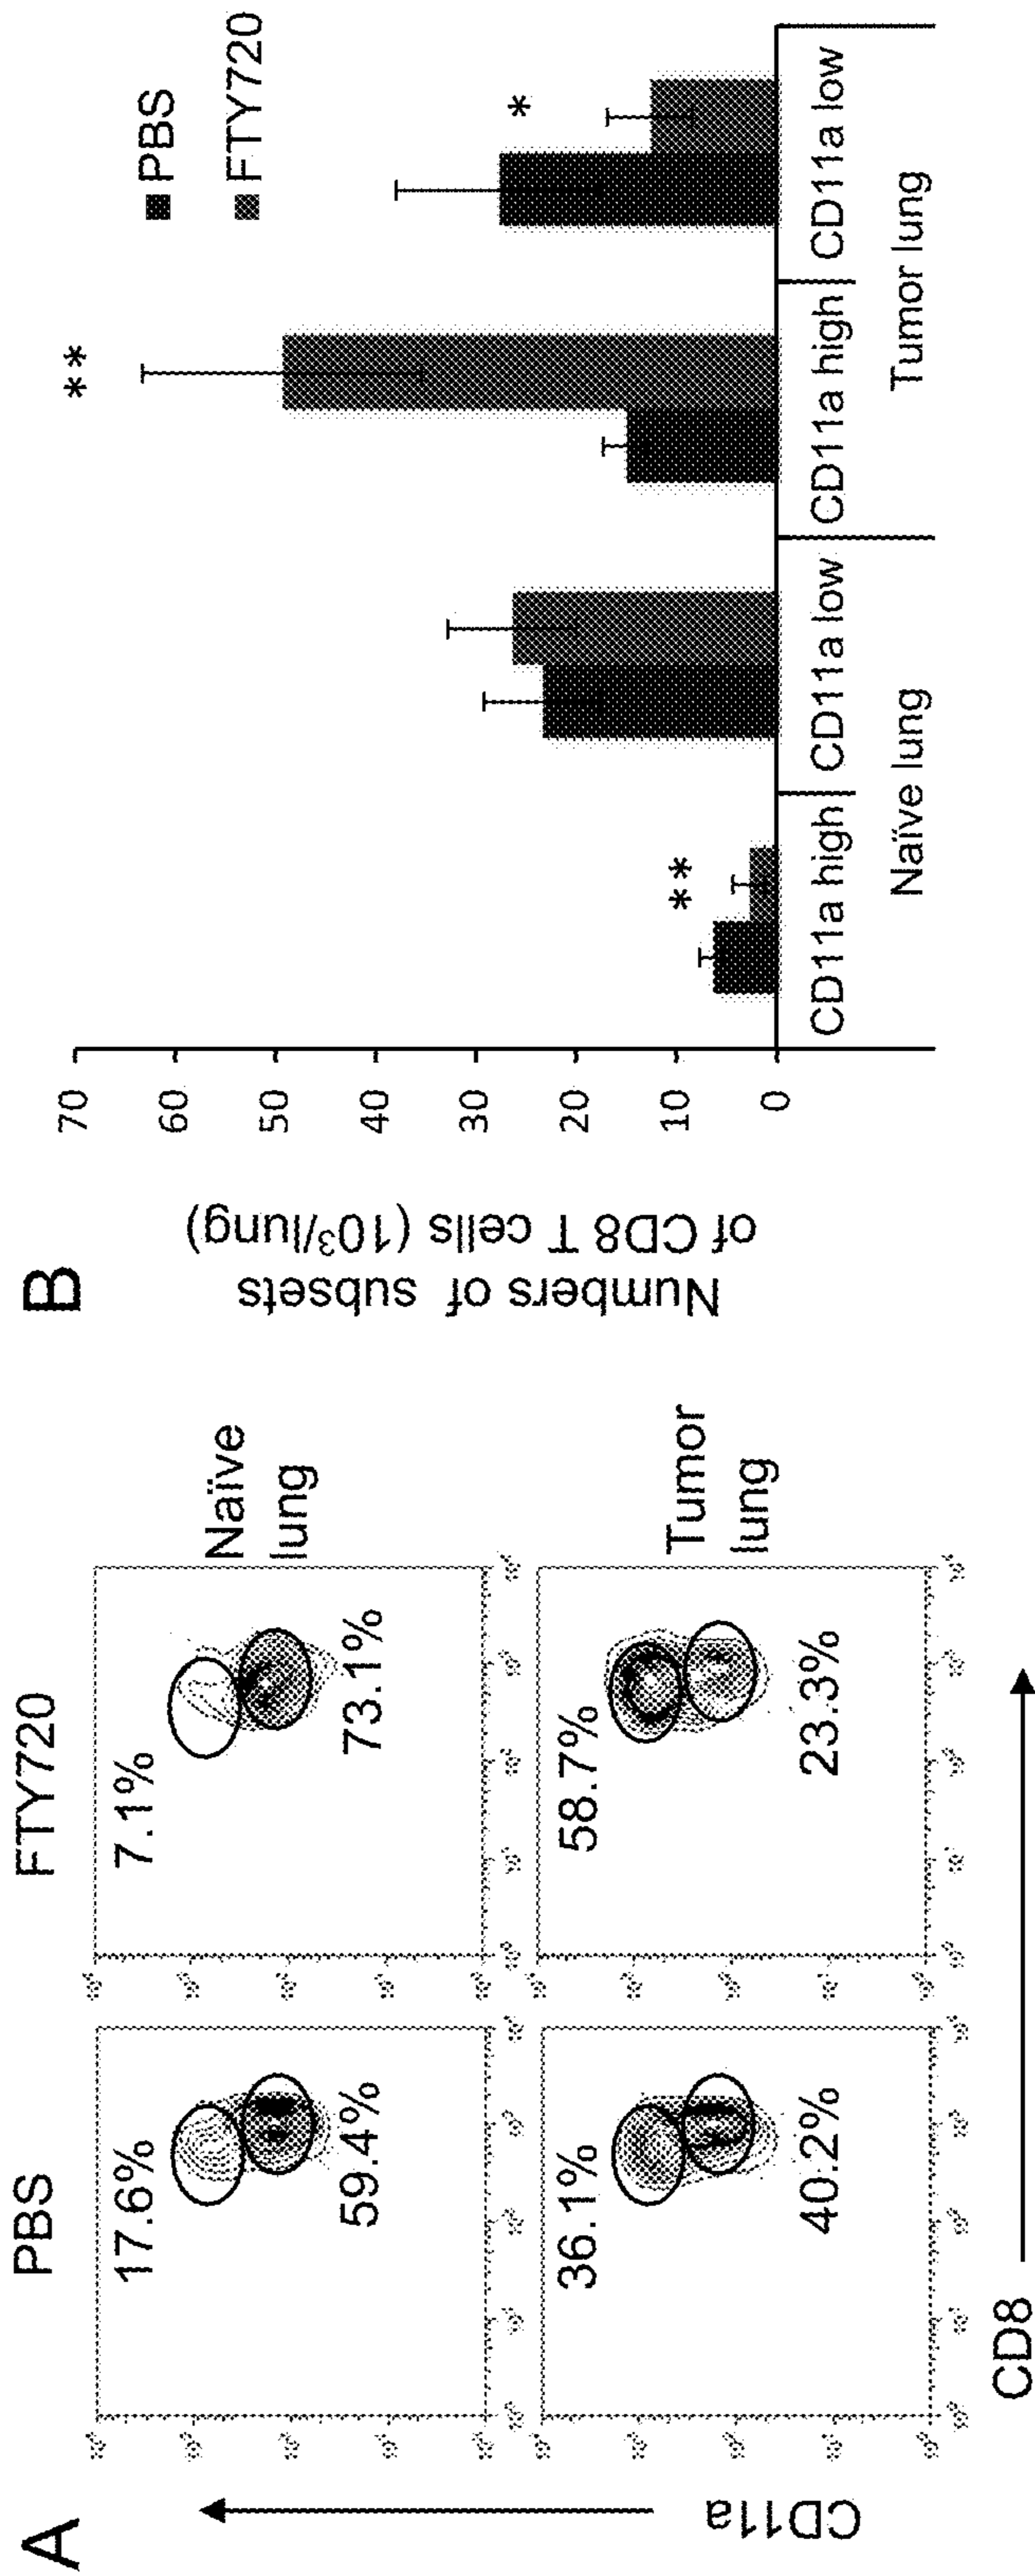 A
PBS
FTY720
17.6%
59.4%
7.1%
73.1%
Naïve
lung
36.1%
40.2%
58.7%
23.3%
Tumor
lung
CD11a
CD8
B
Numbers of subsets
of CD8 T cells (10³/lung)
70
60
50
40
30
20
10
0
PBS
FTY720
**
**
*
CD11a high
CD11a low
CD11a high
CD11a low
Naïve lung
Tumor lung